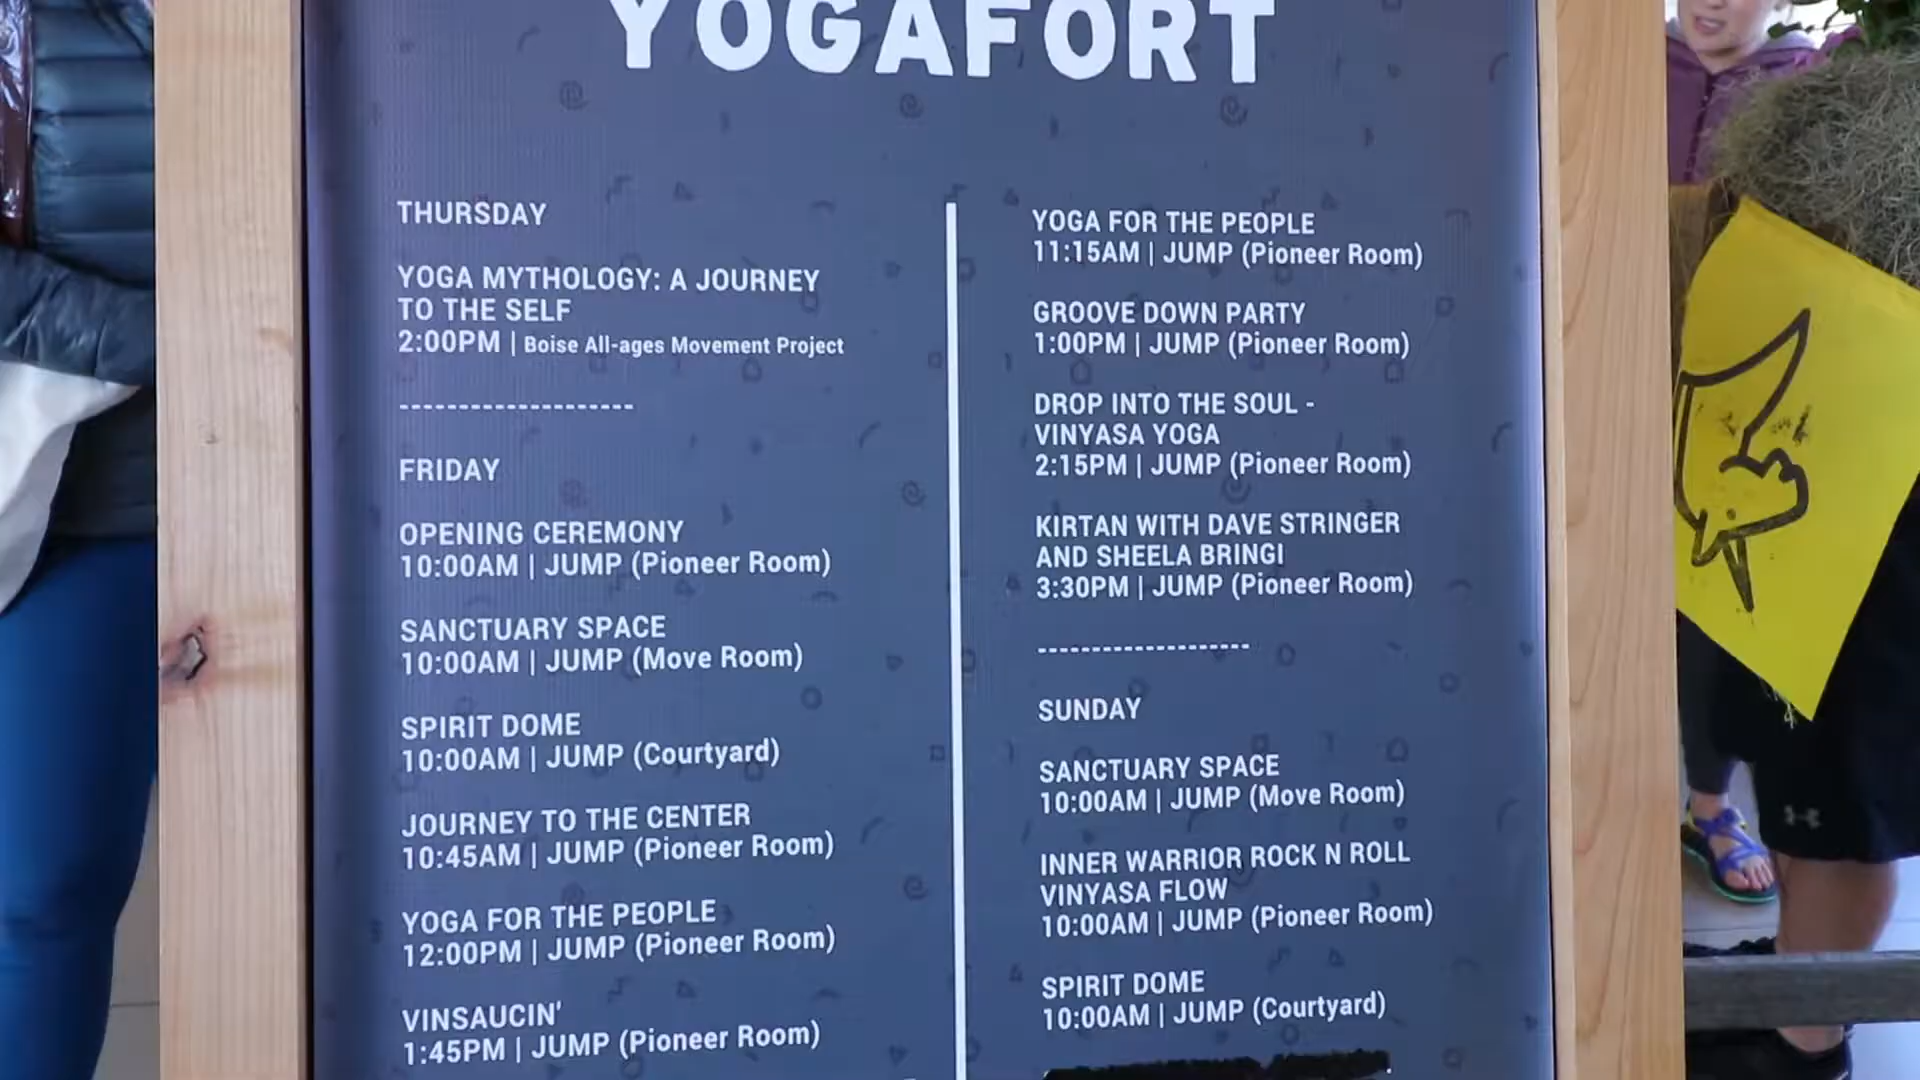 YOGAFORT
THURSDAY
YOGA MYTHOLOGY: A JOURNEY
TO THE SELF
2:00PM | Boise All-ages Movement Project
--------------------
FRIDAY
OPENING CEREMONY
10:00AM | JUMP (Pioneer Room)
SANCTUARY SPACE
10:00AM | JUMP (Move Room)
SPIRIT DOME
10:00AM | JUMP (Courtyard)
JOURNEY TO THE CENTER
10:45AM | JUMP (Pioneer Room)
YOGA FOR THE PEOPLE
12:00PM | JUMP (Pioneer Room)
VINSAUCIN'
1:45PM | JUMP (Pioneer Room)
YOGA FOR THE PEOPLE
11:15AM | JUMP (Pioneer Room)
GROOVE DOWN PARTY
1:00PM | JUMP (Pioneer Room)
DROP INTO THE SOUL -
VINYASA YOGA
2:15PM | JUMP (Pioneer Room)
KIRTAN WITH DAVE STRINGER
AND SHEELA BRINGI
3:30PM | JUMP (Pioneer Room)
--------------------
SUNDAY
SANCTUARY SPACE
10:00AM | JUMP (Move Room)
INNER WARRIOR ROCK N ROLL
VINYASA FLOW
10:00AM | JUMP (Pioneer Room)
SPIRIT DOME
10:00AM | JUMP (Courtyard)